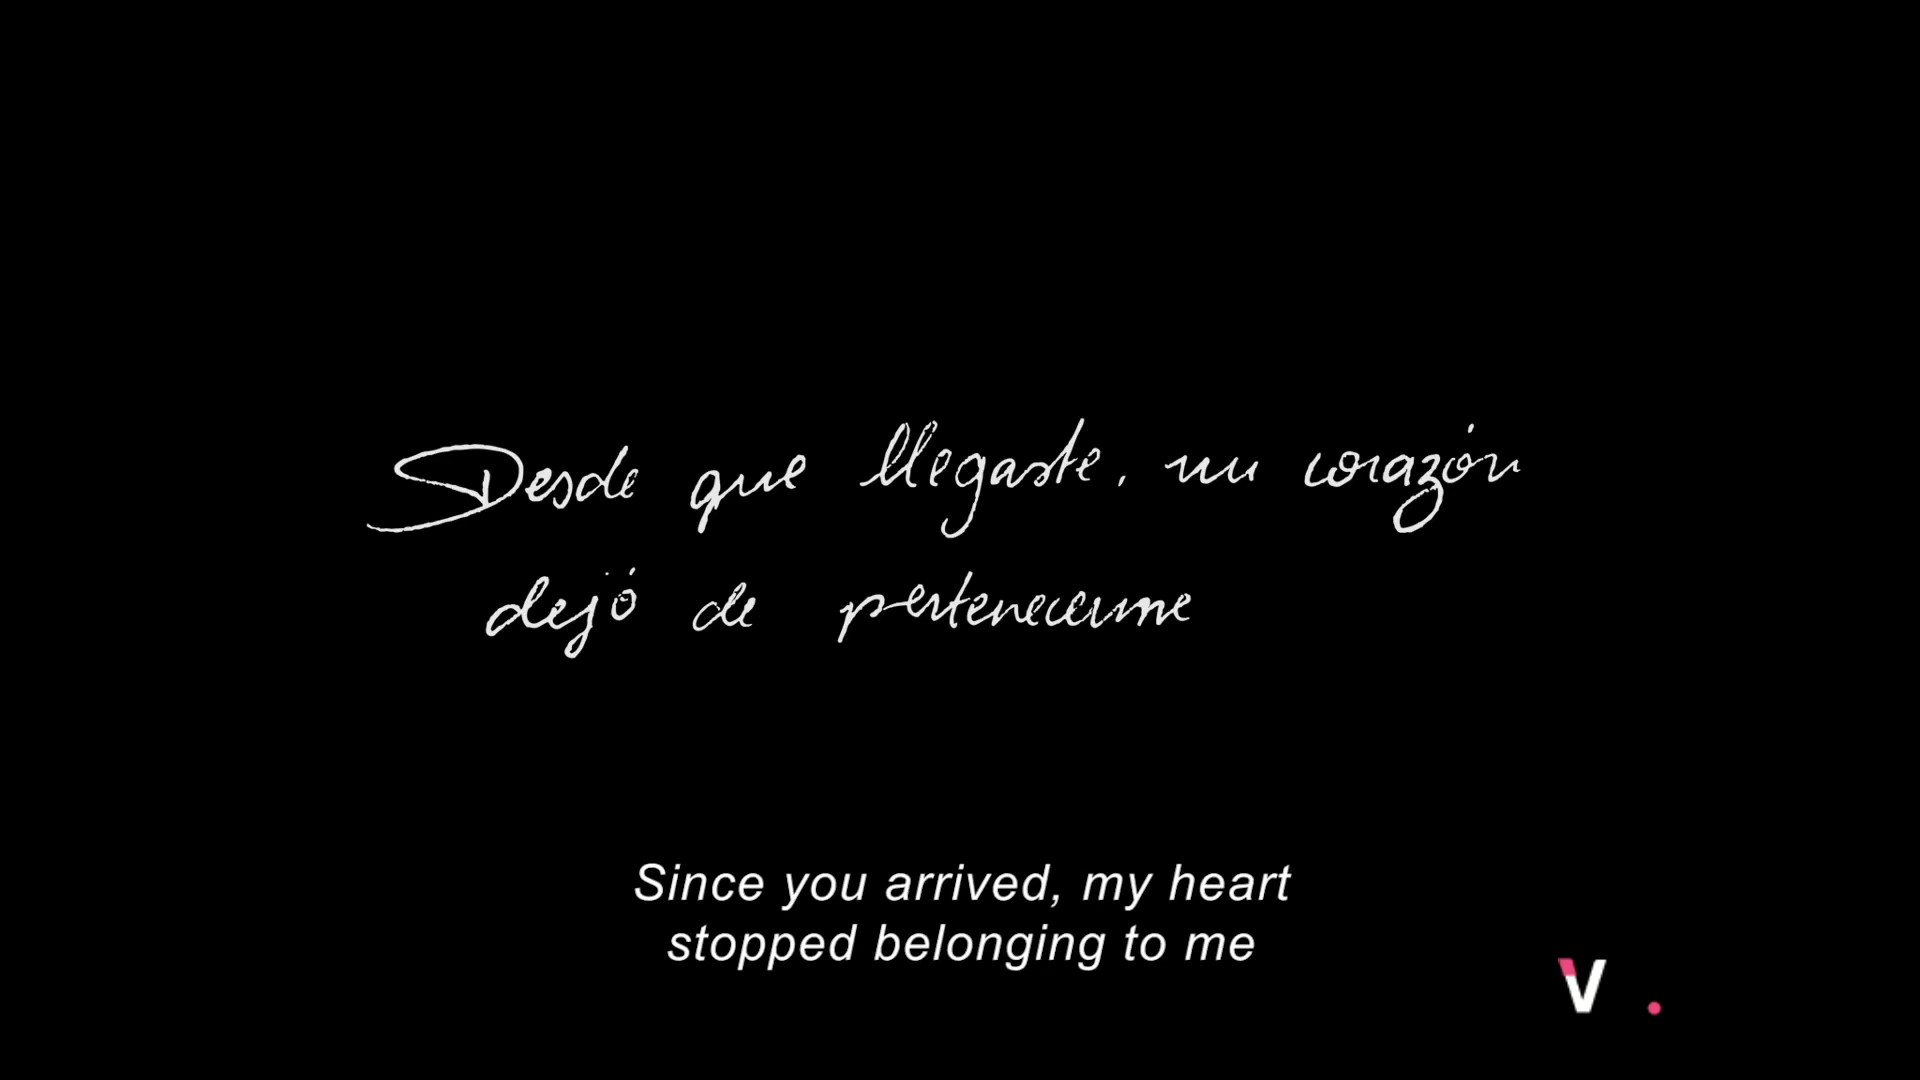 Desde que llegaste, mi corazón
dejó de pertenecerme
Since you arrived, my heart
stopped belonging to me
V.